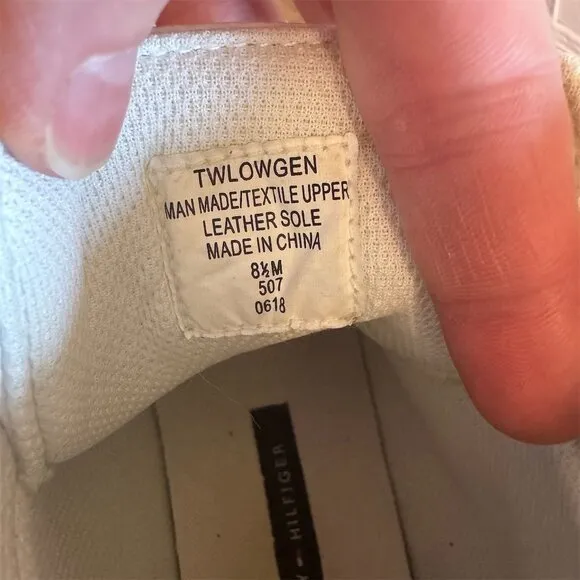 TWLOWGEN
MAN MADE/TEXTILE UPPER
LEATHER SOLE
MADE IN CHINA
8½M
507
0618
HILFIGER